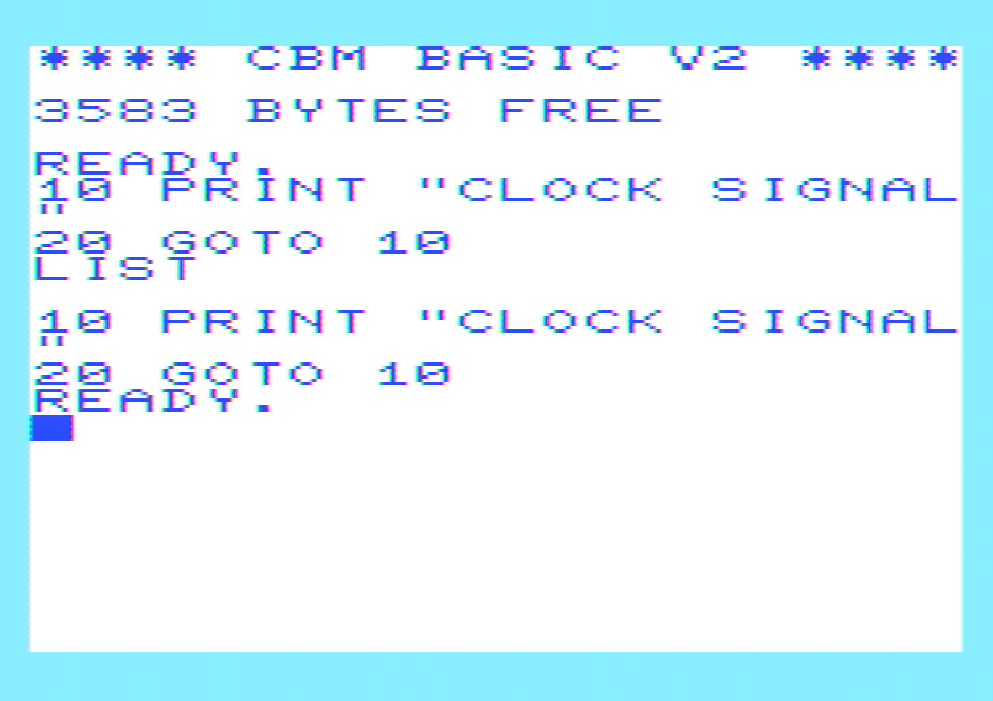 **** CBM BASIC V2 ****
3583 BYTES FREE
READY.
10 PRINT "CLOCK SIGNAL
"
20 GOTO 10
LIST
10 PRINT "CLOCK SIGNAL
"
20 GOTO 10
READY.